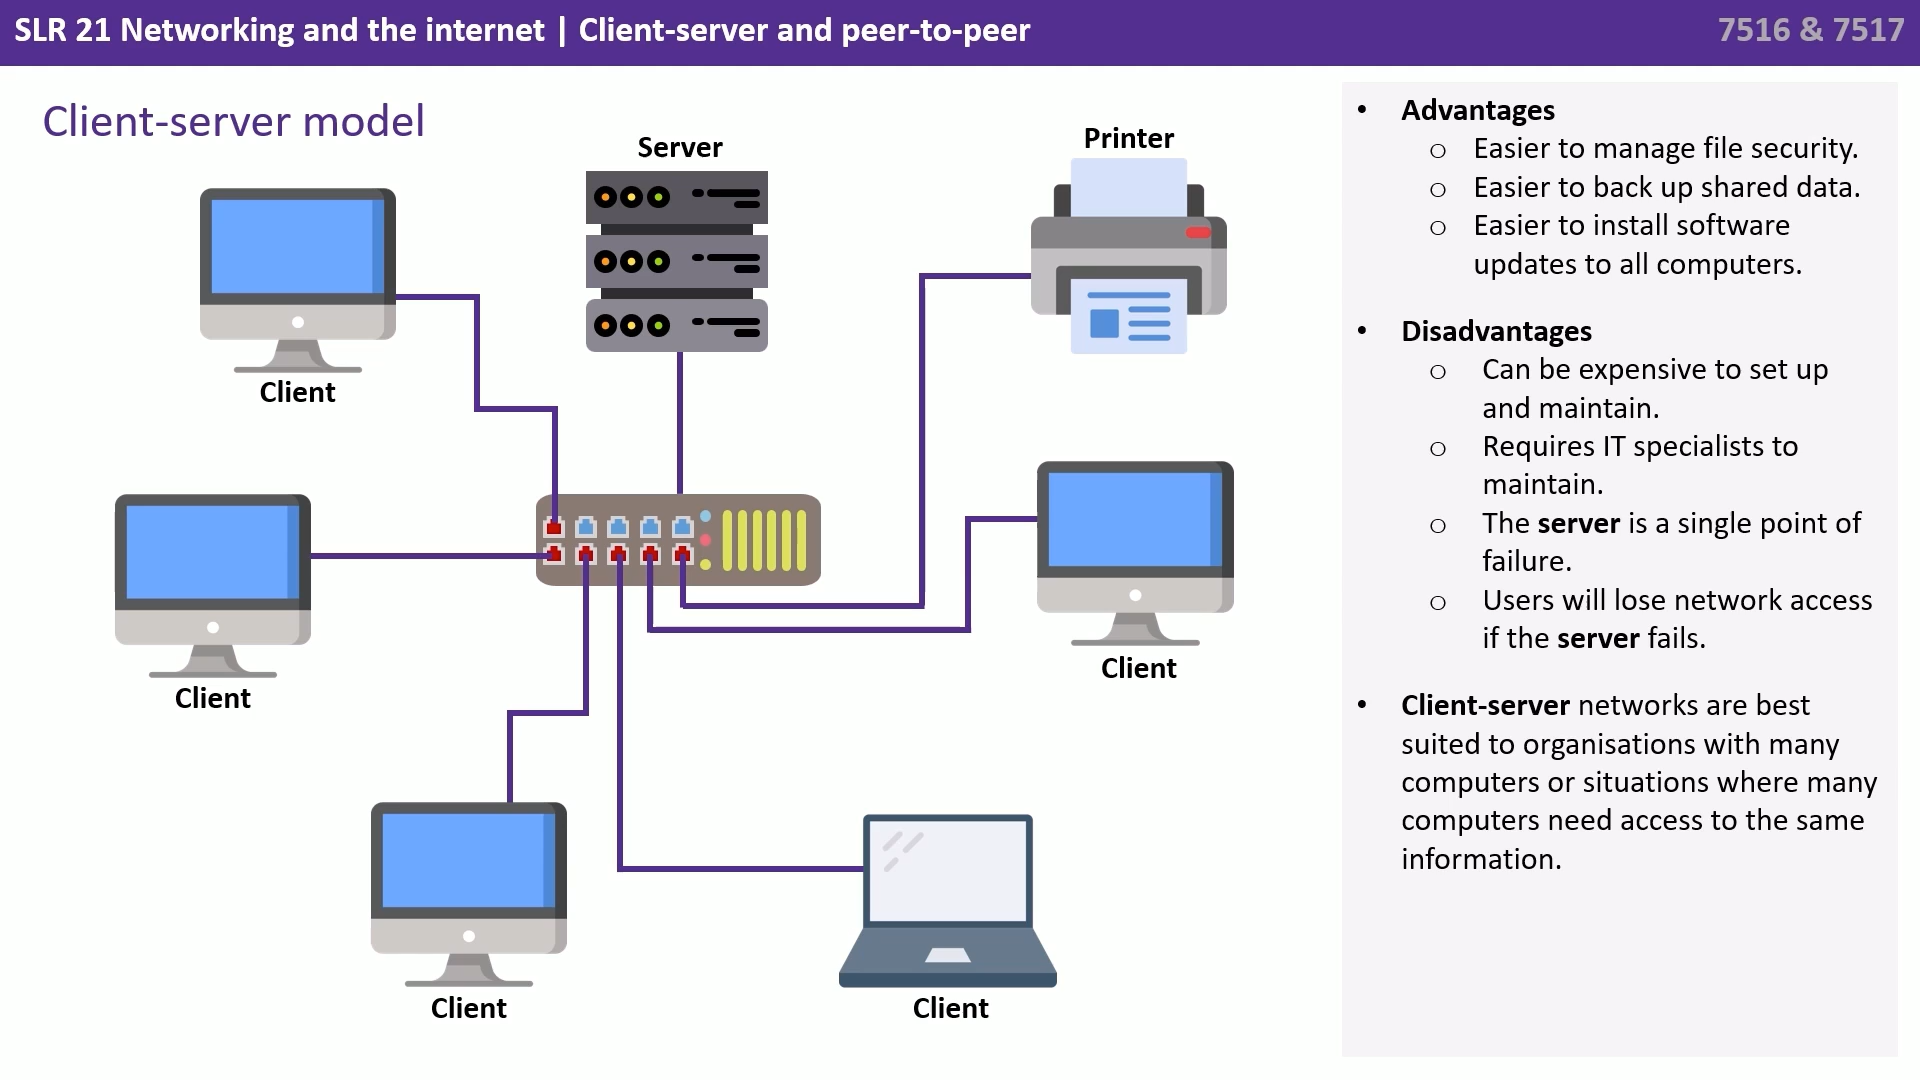 SLR 21 Networking and the internet | Client-server and peer-to-peer
7516 & 7517
Client-server model
Server
Printer
Client
Client
Client
Client
Client
• Advantages
o Easier to manage file security.
o Easier to back up shared data.
o Easier to install software
updates to all computers.
• Disadvantages
o Can be expensive to set up
and maintain.
o Requires IT specialists to
maintain.
o The server is a single point of
failure.
o Users will lose network access
if the server fails.
• Client-server networks are best
suited to organisations with many
computers or situations where many
computers need access to the same
information.